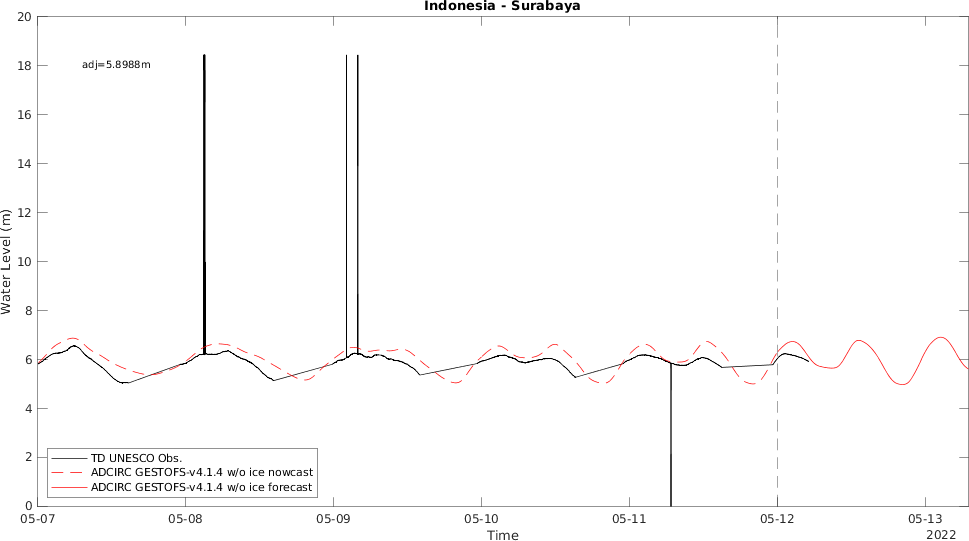 Indonesia - Surabaya
20
18
16
14
12
10
8
6
4
2
0
Water Level (m)
adj=5.8988m
TD UNESCO Obs.
ADCIRC GESTOFS-v4.1.4 w/o ice nowcast
ADCIRC GESTOFS-v4.1.4 w/o ice forecast
05-07 05-08 05-09 05-10 05-11 05-12 05-13
Time
2022